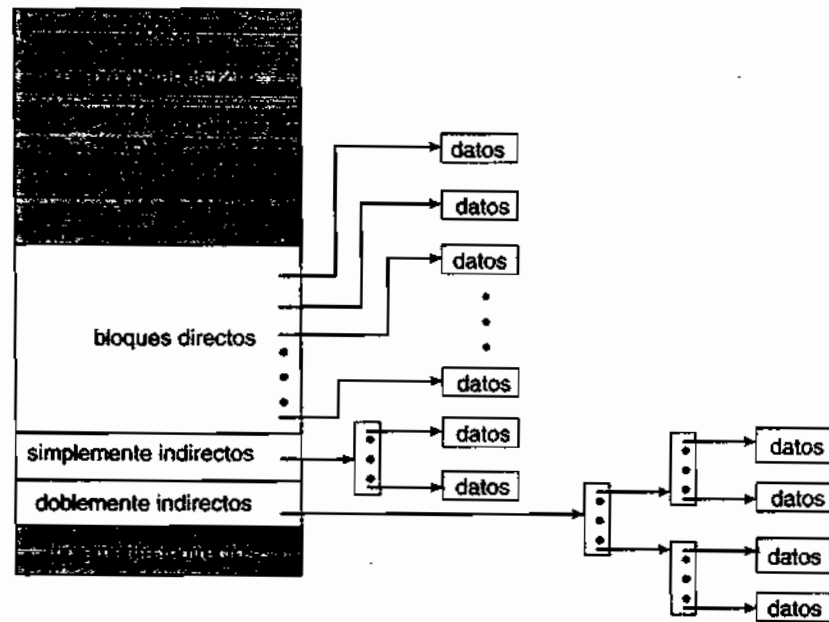 datos
datos
datos
bloques directos
datos
simplemente indirectos
datos
datos
doblemente indirectos
datos
datos
datos
datos